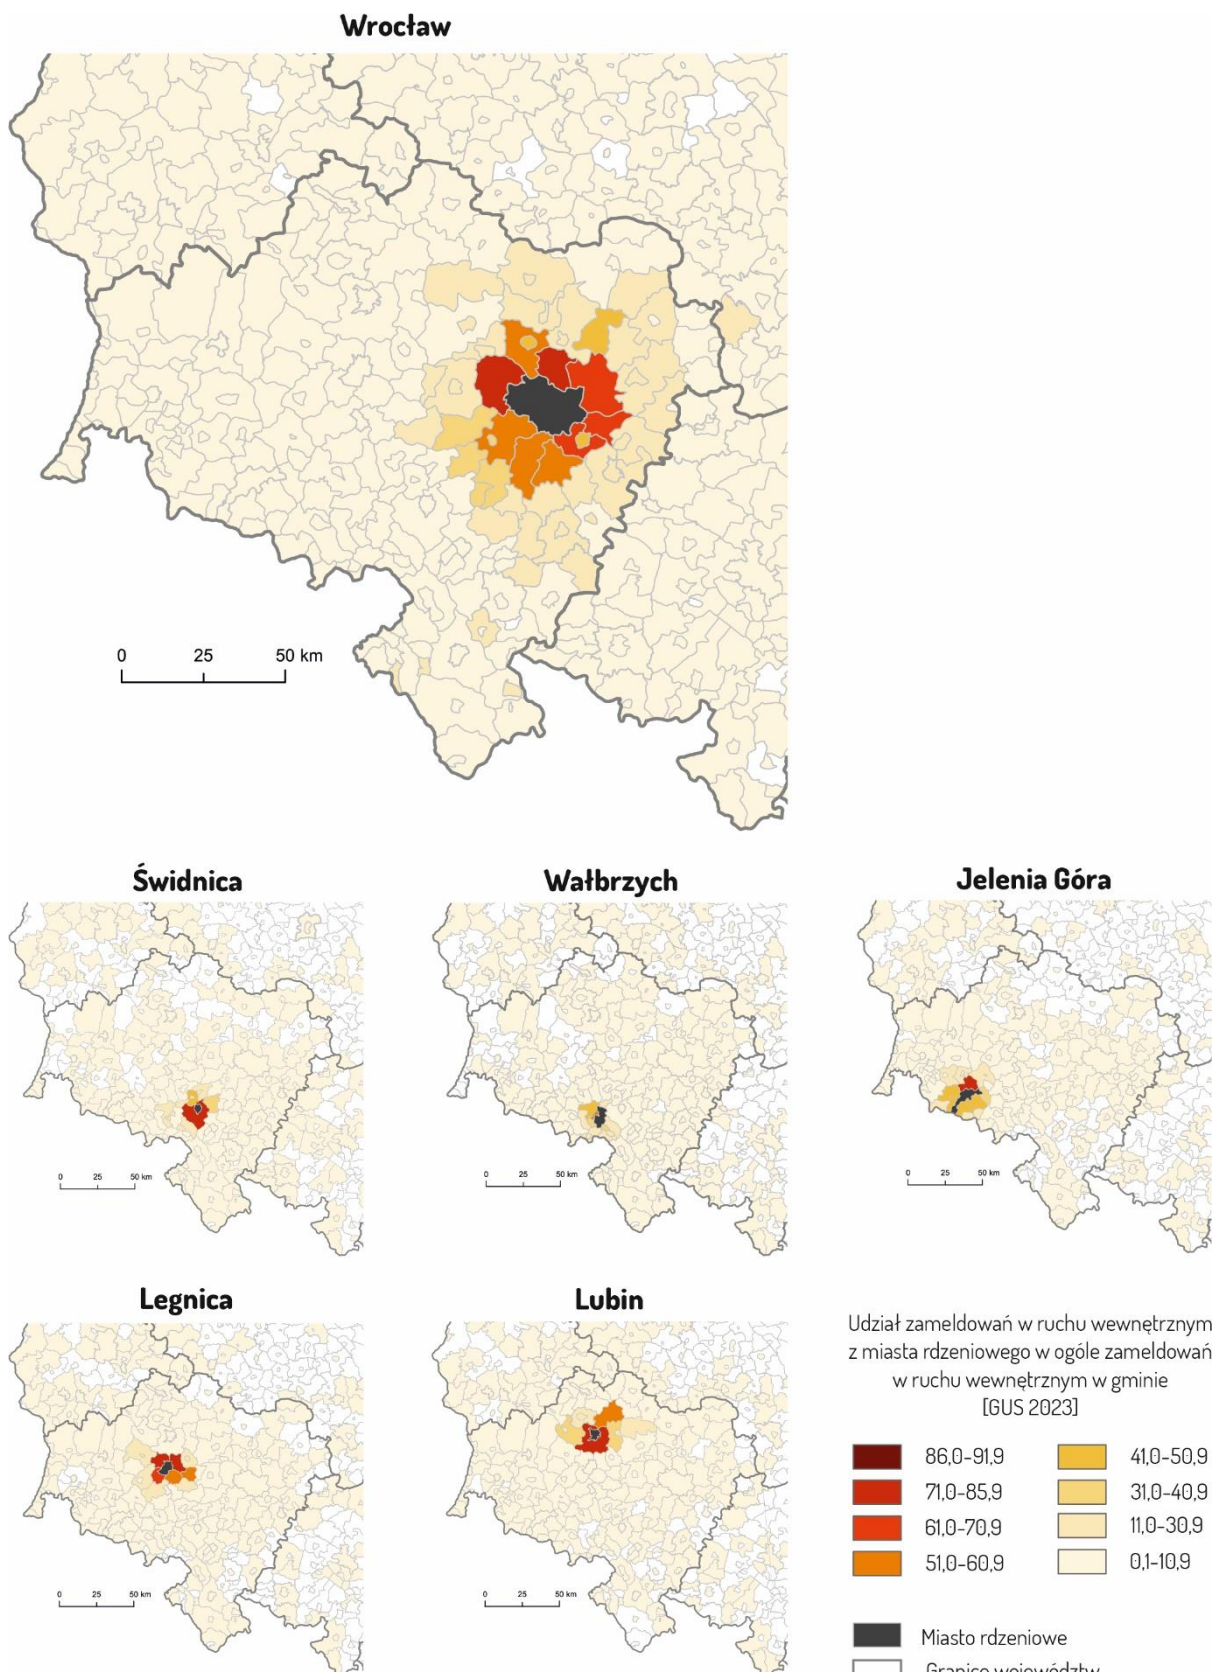 Wrocław
0 25 50 km
Świdnica
Wałbrzych
Jelenia Góra
0 25 50 km
0 25 50 km
0 25 50 km
Legnica
Lubin
0 25 50 km
0 25 50 km
Udział zameldowań w ruchu wewnętrznym
z miasta rdzeniowego w ogóle zameldowań
w ruchu wewnętrznym w gminie
[GUS 2023]
86,0-91,9
41,0-50,9
71,0-85,9
31,0-40,9
61,0-70,9
11,0-30,9
51,0-60,9
0,1-10,9
Miasto rdzeniowe
Granice województw